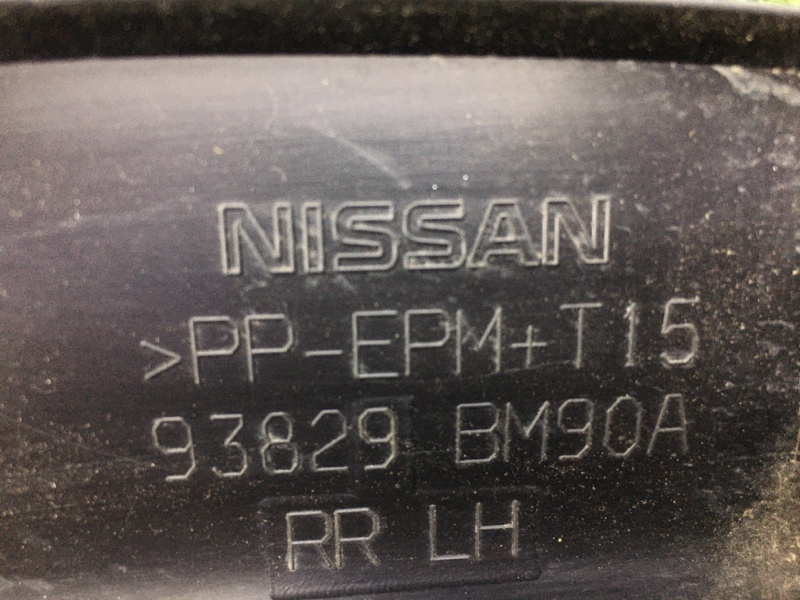 NISSAN
>PP-EPM+T15
93829 BM90A
RR LH